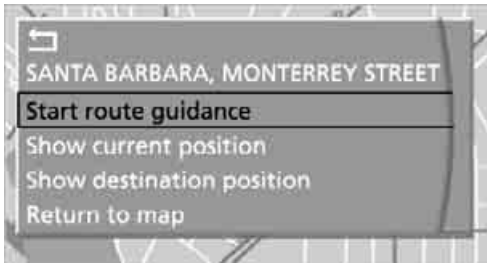 SANTA BARBARA, MONTERREY STREET
Start route guidance
Show current position
Show destination position
Return to map